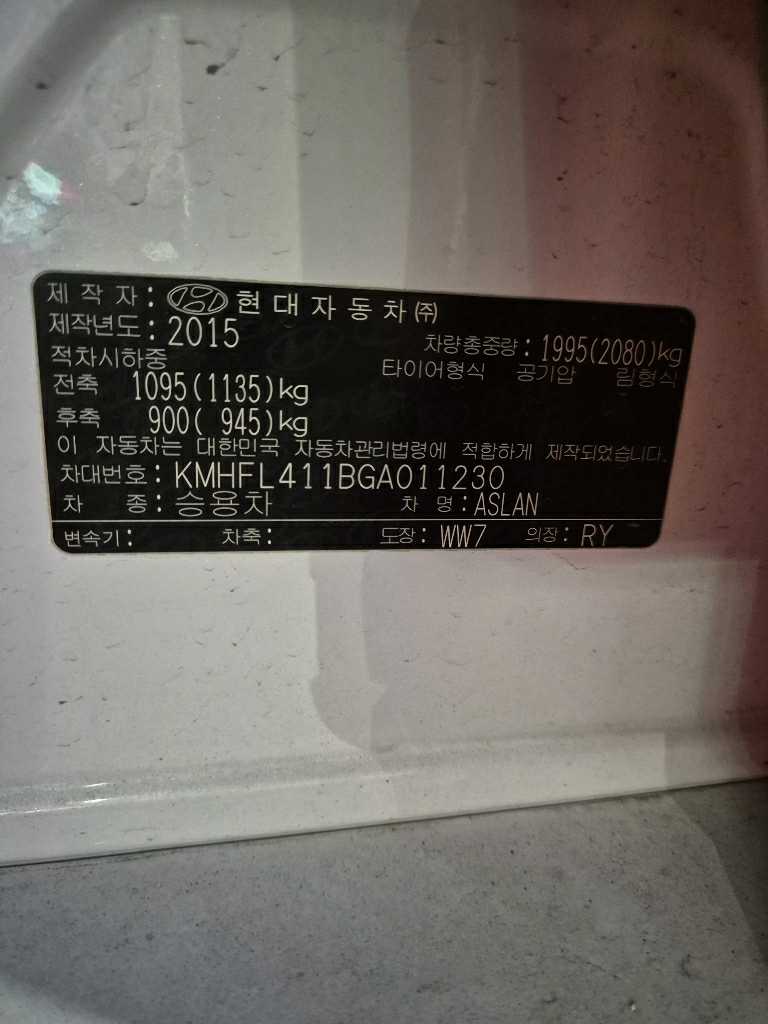 제 작 자 : 현대자동차㈜
제작년도 : 2015
차량총중량 : 1995(2080)kg
적차시하중
타이어형식 공기압 림형식
전축 1095(1135)kg
후축 900( 945)kg
이 자동차는 대한민국 자동차관리법령에 적합하게 제작되었습니다.
차대번호 : KMHFL411BGA011230
차 종 : 승용차 차 명 : ASLAN
변속기 : 차축 : 도장 : WW7 의장 : RY